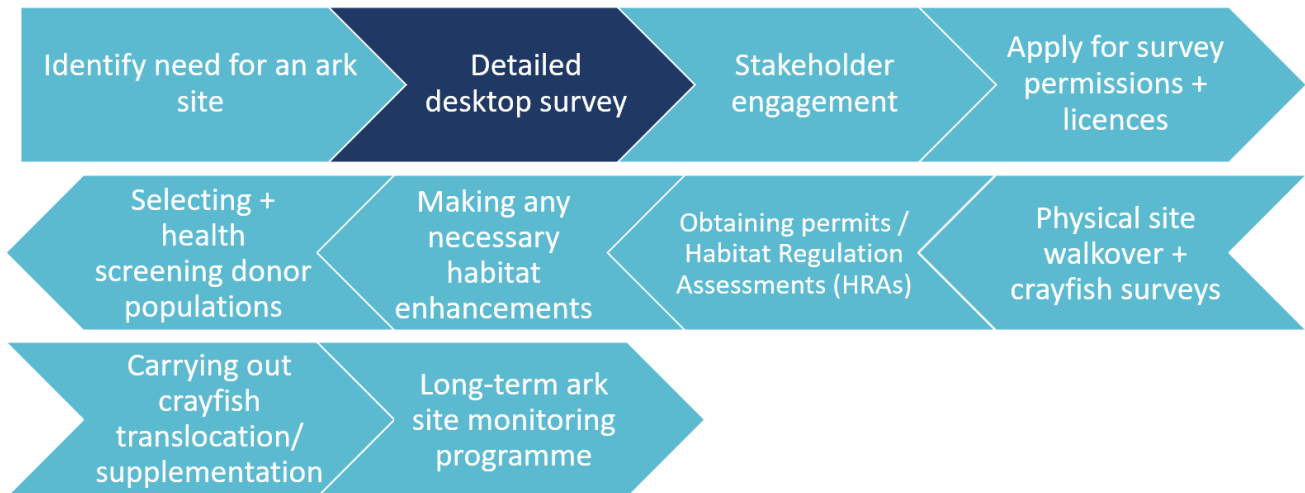 Identify need for an ark
site
Detailed
desktop survey
Stakeholder
engagement
Apply for survey
permissions +
licences
Physical site
walkover +
crayfish surveys
Obtaining permits /
Habitat Regulation
Assessments (HRAs)
Making any
necessary
habitat
enhancements
Selecting +
health
screening donor
populations
Carrying out
crayfish
translocation/
supplementation
Long-term ark
site monitoring
programme